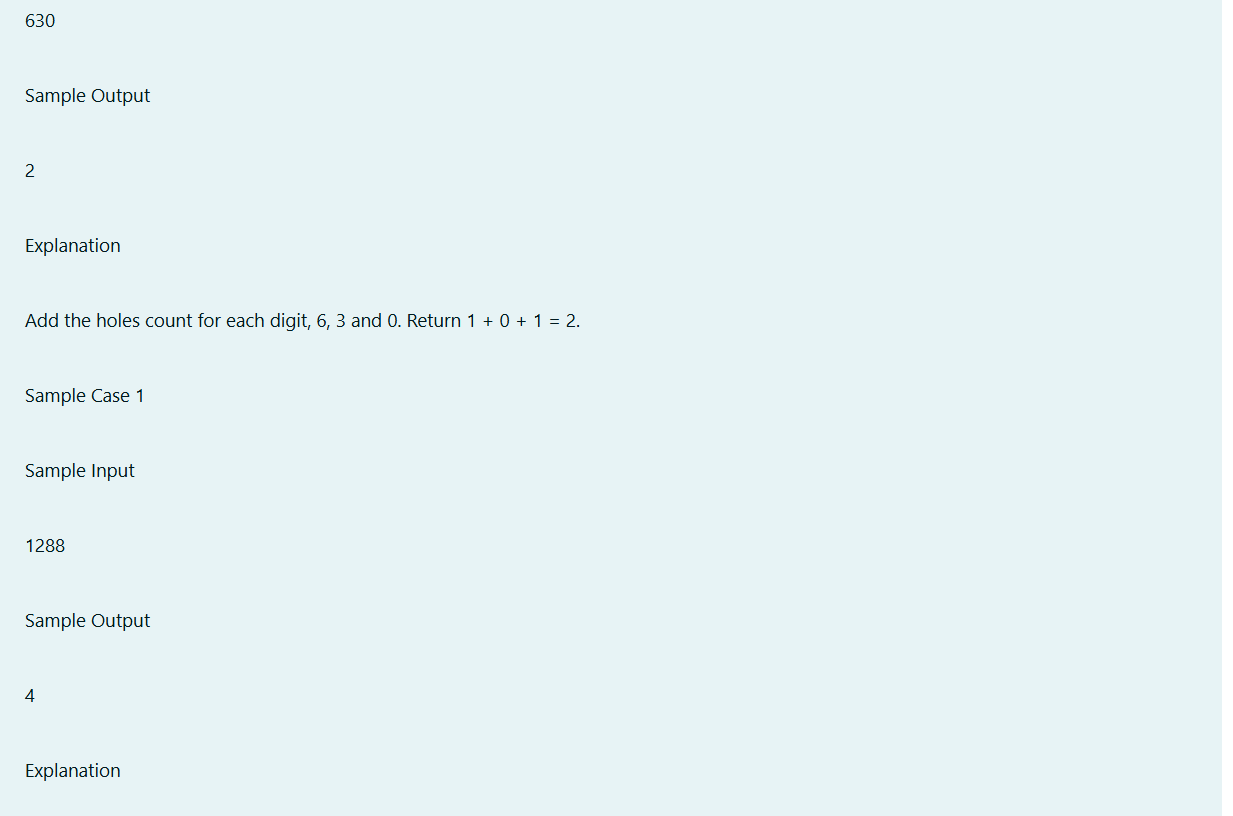 630
Sample Output
2
Explanation
Add the holes count for each digit, 6, 3 and 0. Return 1 + 0 + 1 = 2.
Sample Case 1
Sample Input
1288
Sample Output
4
Explanation